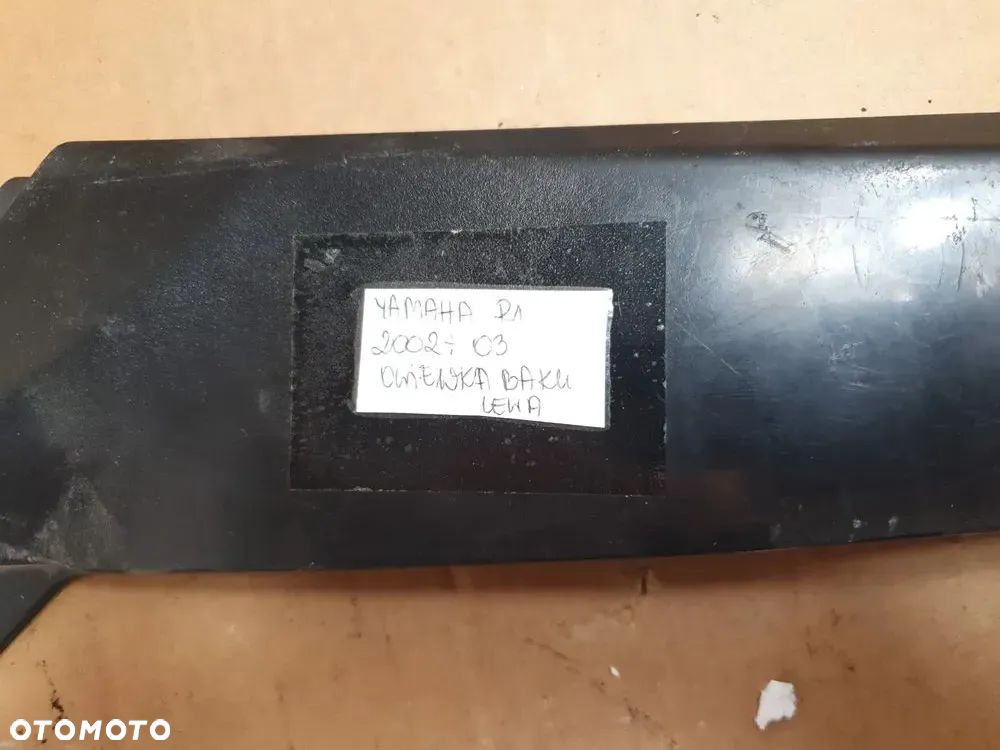 YAMAHA R1
2002÷ 03
OWIEWKA BAKU
LEWA
OTOMOTO